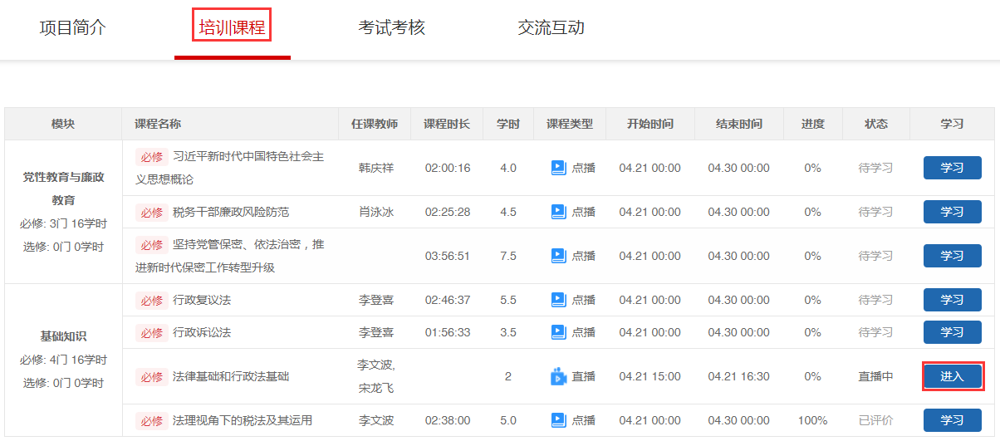 项目简介 培训课程 考试考核 交流互动
模块 课程名称 任课教师 课程时长 学时 课程类型 开始时间 结束时间 进度 状态 学习
党性教育与廉政
教育
必修: 3门 16学时
选修: 0门 0学时
必修 习近平新时代中国特色社会主
义思想概论
韩庆祥 02:00:16 4.0 点播 04.21 00:00 04.30 00:00 0% 待学习 学习
必修 税务干部廉政风险防范 肖泳冰 02:25:28 4.5 点播 04.21 00:00 04.30 00:00 0% 待学习 学习
必修 坚持党管保密、依法治密，推
进新时代保密工作转型升级
03:56:51 7.5 点播 04.21 00:00 04.30 00:00 0% 待学习 学习
基础知识
必修: 4门 16学时
选修: 0门 0学时
必修 行政复议法 李登喜 02:46:37 5.5 点播 04.21 00:00 04.30 00:00 0% 待学习 学习
必修 行政诉讼法 李登喜 01:56:33 3.5 点播 04.21 00:00 04.30 00:00 0% 待学习 学习
必修 法律基础和行政法基础 李文波,
宋龙飞
2 直播 04.21 15:00 04.21 16:30 0% 直播中 进入
必修 法理视角下的税法及其运用 李文波 02:38:00 5.0 点播 04.21 00:00 04.30 00:00 100% 已评价 学习